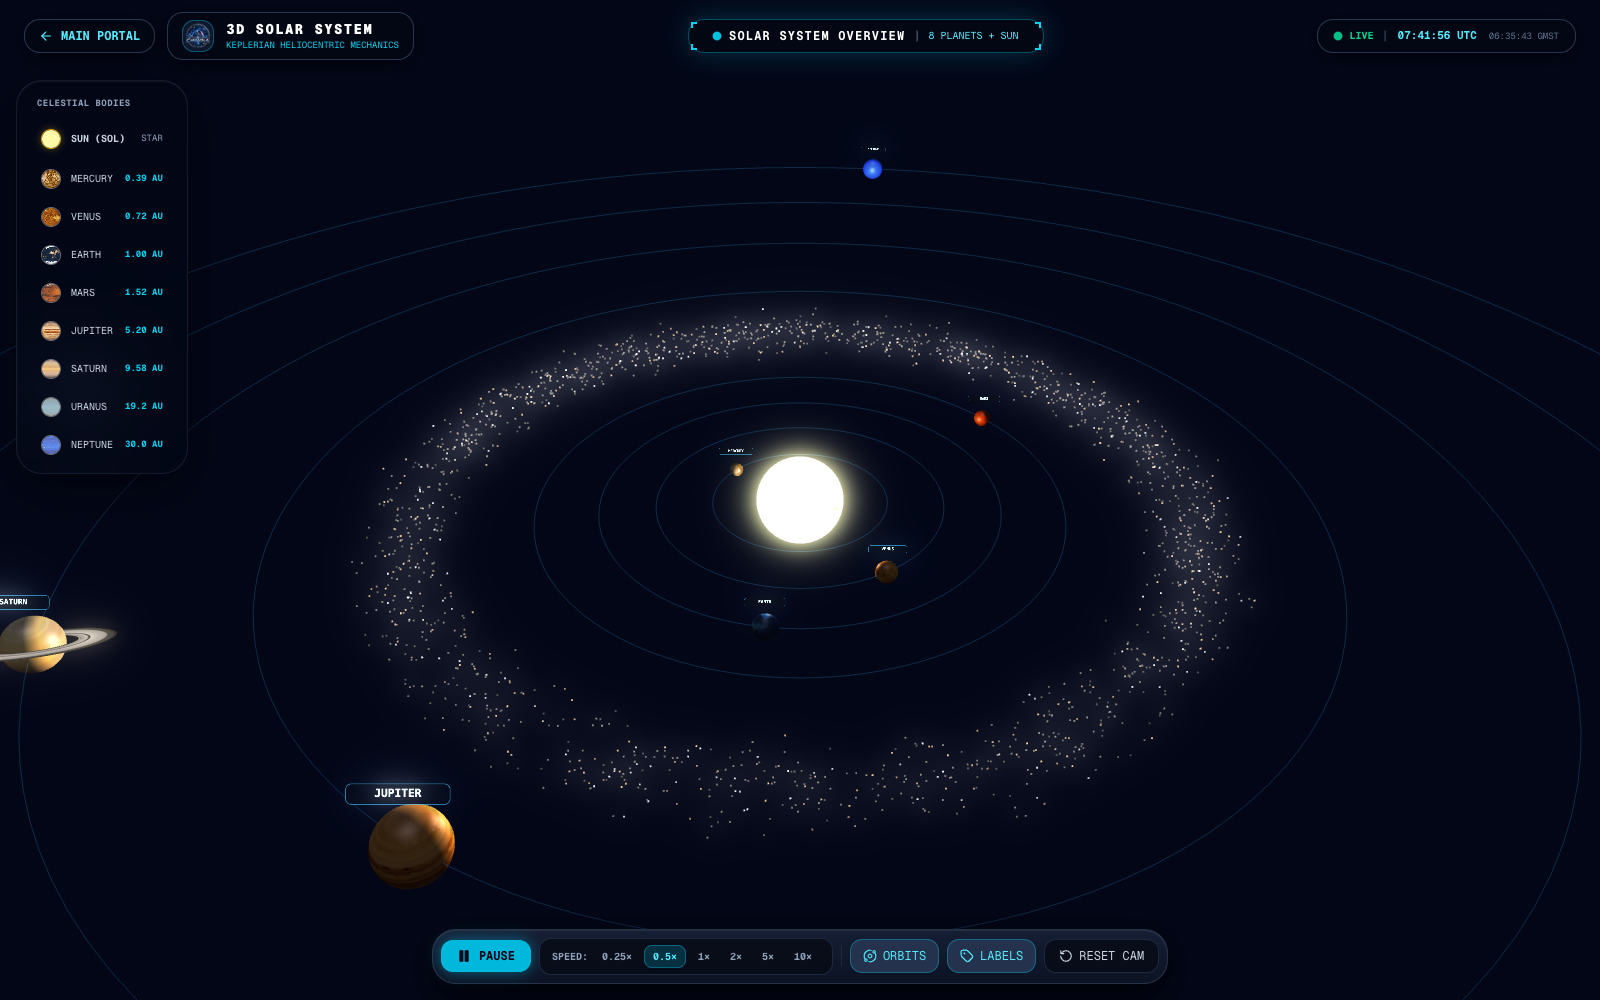 MAIN PORTAL
3D SOLAR SYSTEM
KEPLERIAN HELIOCENTRIC MECHANICS
SOLAR SYSTEM OVERVIEW | 8 PLANETS + SUN
LIVE | 07:41:56 UTC 06:35:43 GMST
CELESTIAL BODIES
SUN (SOL) STAR
MERCURY 0.39 AU
VENUS 0.72 AU
EARTH 1.00 AU
MARS 1.52 AU
JUPITER 5.20 AU
SATURN 9.58 AU
URANUS 19.2 AU
NEPTUNE 30.0 AU
MERCURY
VENUS
EARTH
SATURN
JUPITER
PAUSE
SPEED: 0.25× 0.5× 1× 2× 5× 10×
ORBITS
LABELS
RESET CAM